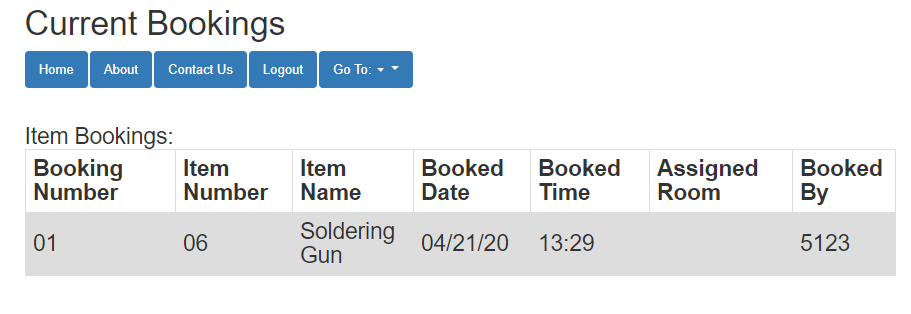 Current Bookings
Home About Contact Us Logout Go To:
Item Bookings:
Booking Number Item Number Item Name Booked Date Booked Time Assigned Room Booked By
01 06 Soldering Gun 04/21/20 13:29 5123